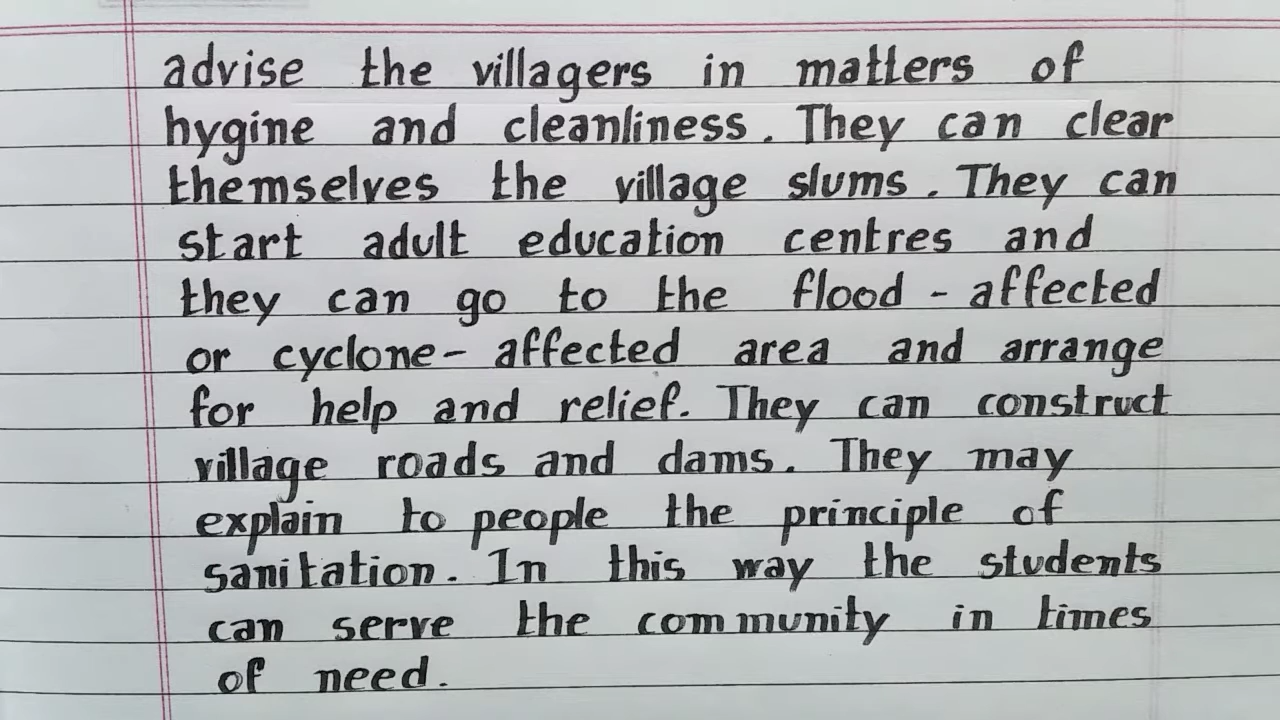 advise the villagers in matters of
hygine and cleanliness. They can clear
themselves the village slums. They can
start adult education centres and
they can go to the flood - affected
or cyclone - affected area and arrange
for help and relief. They can construct
village roads and dams. They may
explain to people the principle of
sanitation. In this way the students
can serve the community in times
of need.